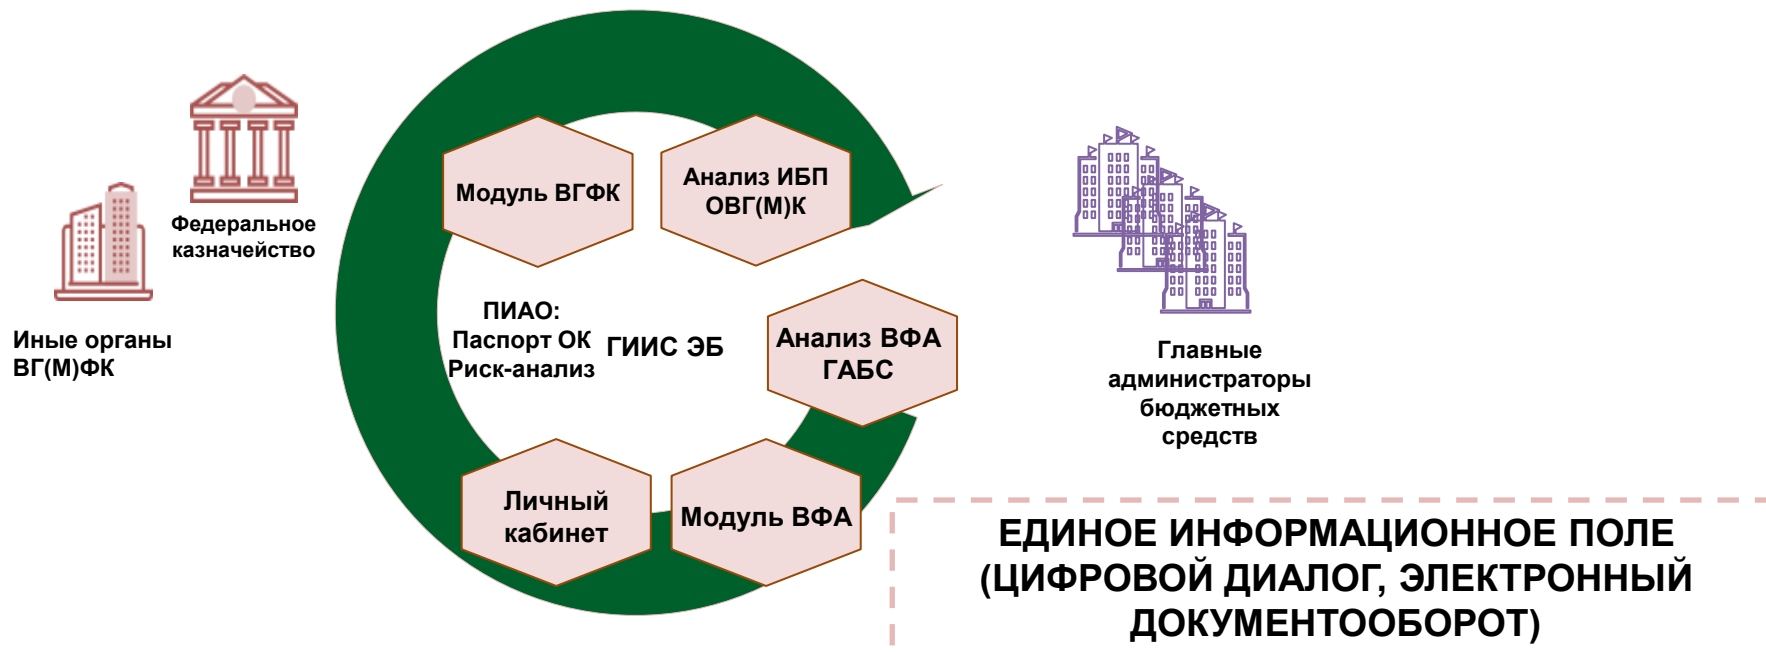 Федеральное
казначейство
Иные органы
ВГ(М)ФК
Модуль ВГФК
Анализ ИБП
ОВГ(М)К
ПИАО:
Паспорт ОК
Риск-анализ
ГИИС ЭБ
Анализ ВФА
ГАБС
Личный
кабинет
Модуль ВФА
Главные
администраторы
бюджетных
средств
ЕДИНОЕ ИНФОРМАЦИОННОЕ ПОЛЕ
(ЦИФРОВОЙ ДИАЛОГ, ЭЛЕКТРОННЫЙ
ДОКУМЕНТООБОРОТ)